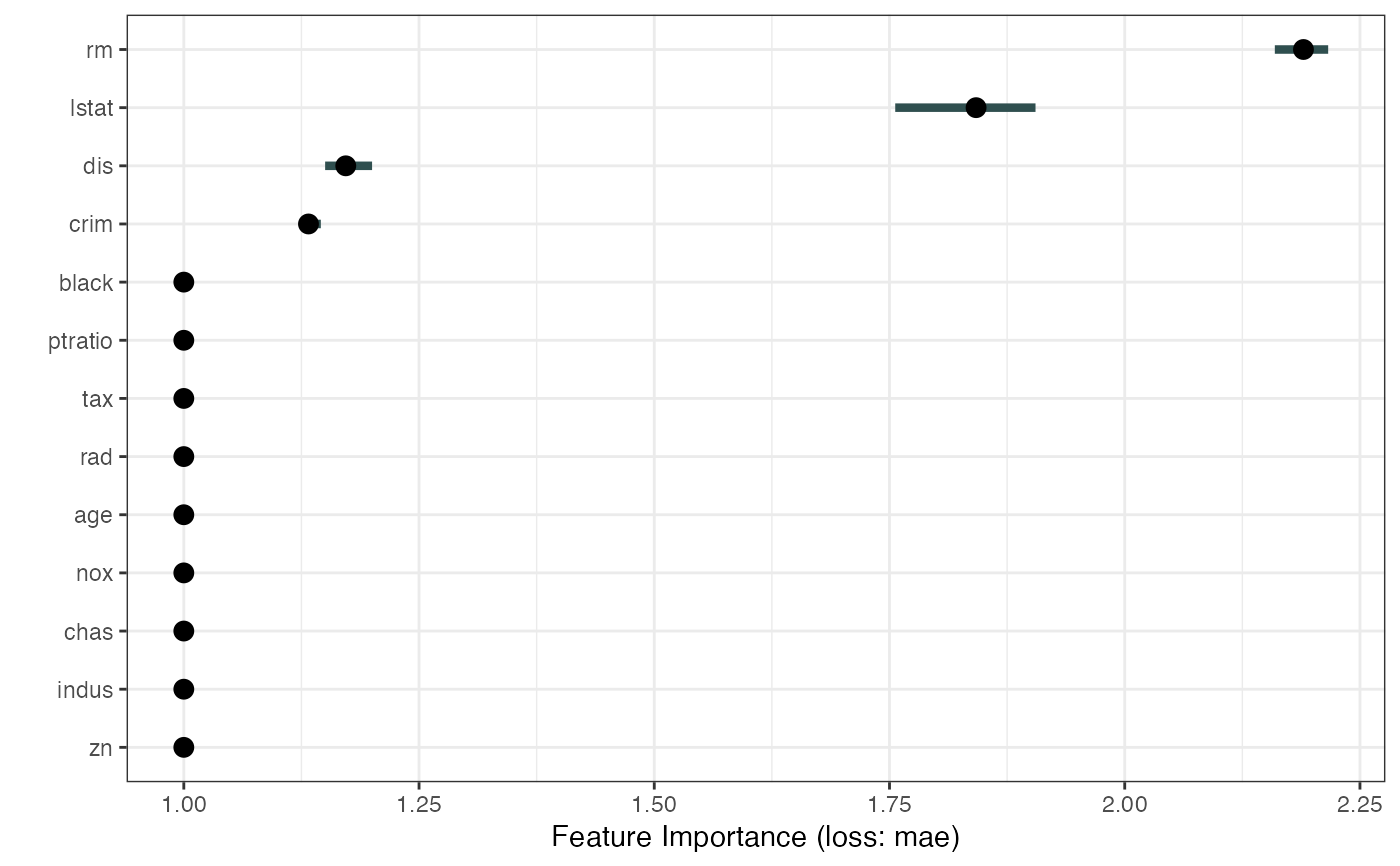 rm
lstat
dis
crim
black
ptratio
tax
rad
age
nox
chas
indus
zn
1.00 1.25 1.50 1.75 2.00 2.25
Feature Importance (loss: mae)